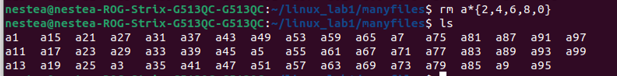 nestea@nestea-ROG-Strix-G513QC-G513QC:~/linux_lab1/manyfiles$ rm a*{2,4,6,8,0}
nestea@nestea-ROG-Strix-G513QC-G513QC:~/linux_lab1/manyfiles$ ls
a1 a15 a21 a27 a31 a37 a43 a49 a53 a59 a65 a7 a75 a81 a87 a91 a97
a11 a17 a23 a29 a33 a39 a45 a5 a55 a61 a67 a71 a77 a83 a89 a93 a99
a13 a19 a25 a3 a35 a41 a47 a51 a57 a63 a69 a73 a79 a85 a9 a95